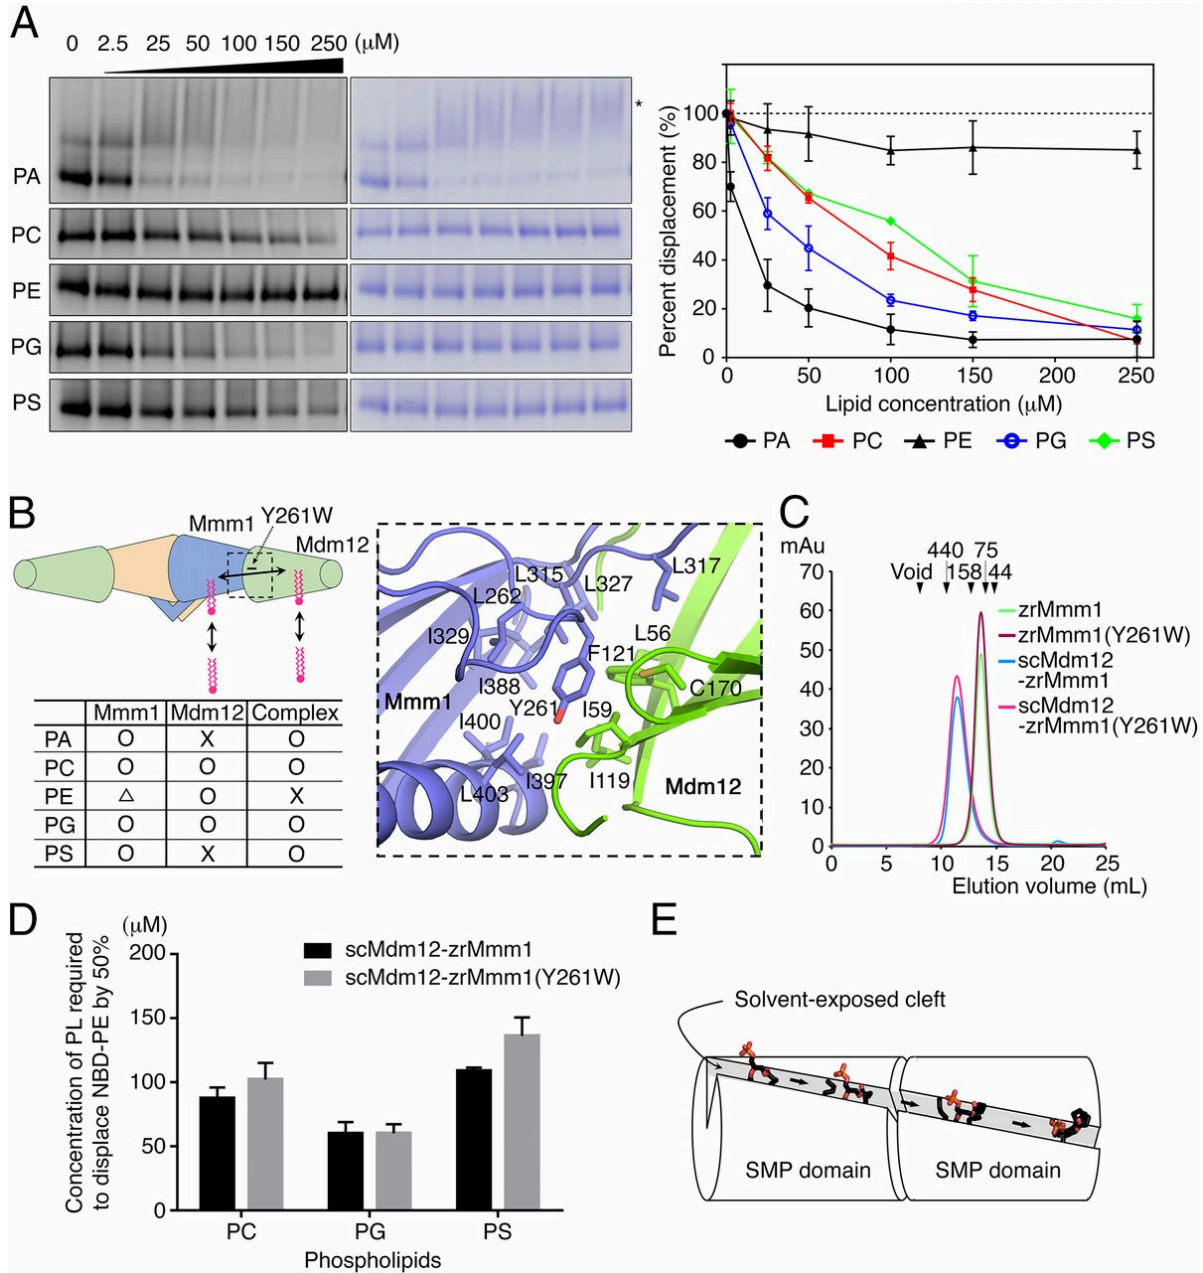 A
0 2.5 25 50 100 150 250 (μM)
*
PA
PC
PE
PG
PS
Percent displacement (%)
100
80
60
40
20
0
0 50 100 150 200 250
Lipid concentration (μM)
PA PC PE PG PS
B
Mmm1
Y261W
Mdm12
Mmm1 Mdm12 Complex
PA O X O
PC O O O
PE △ O X
PG O O O
PS O X O
L315
L327
L317
L262
I329
F121
L56
I388
C170
Mmm1
Y261
I59
I400
I397
I119
L403
Mdm12
C
mAu
440 75
Void 158 44
70
60
50
40
30
20
10
0
0 5 10 15 20 25
Elution volume (mL)
zrMmm1
zrMmm1(Y261W)
scMdm12
-zrMmm1
scMdm12
-zrMmm1(Y261W)
D
(μM)
Concentration of PL required
to displace NBD-PE by 50%
200
150
100
50
0
scMdm12-zrMmm1
scMdm12-zrMmm1(Y261W)
PC PG PS
Phospholipids
E
Solvent-exposed cleft
SMP domain SMP domain